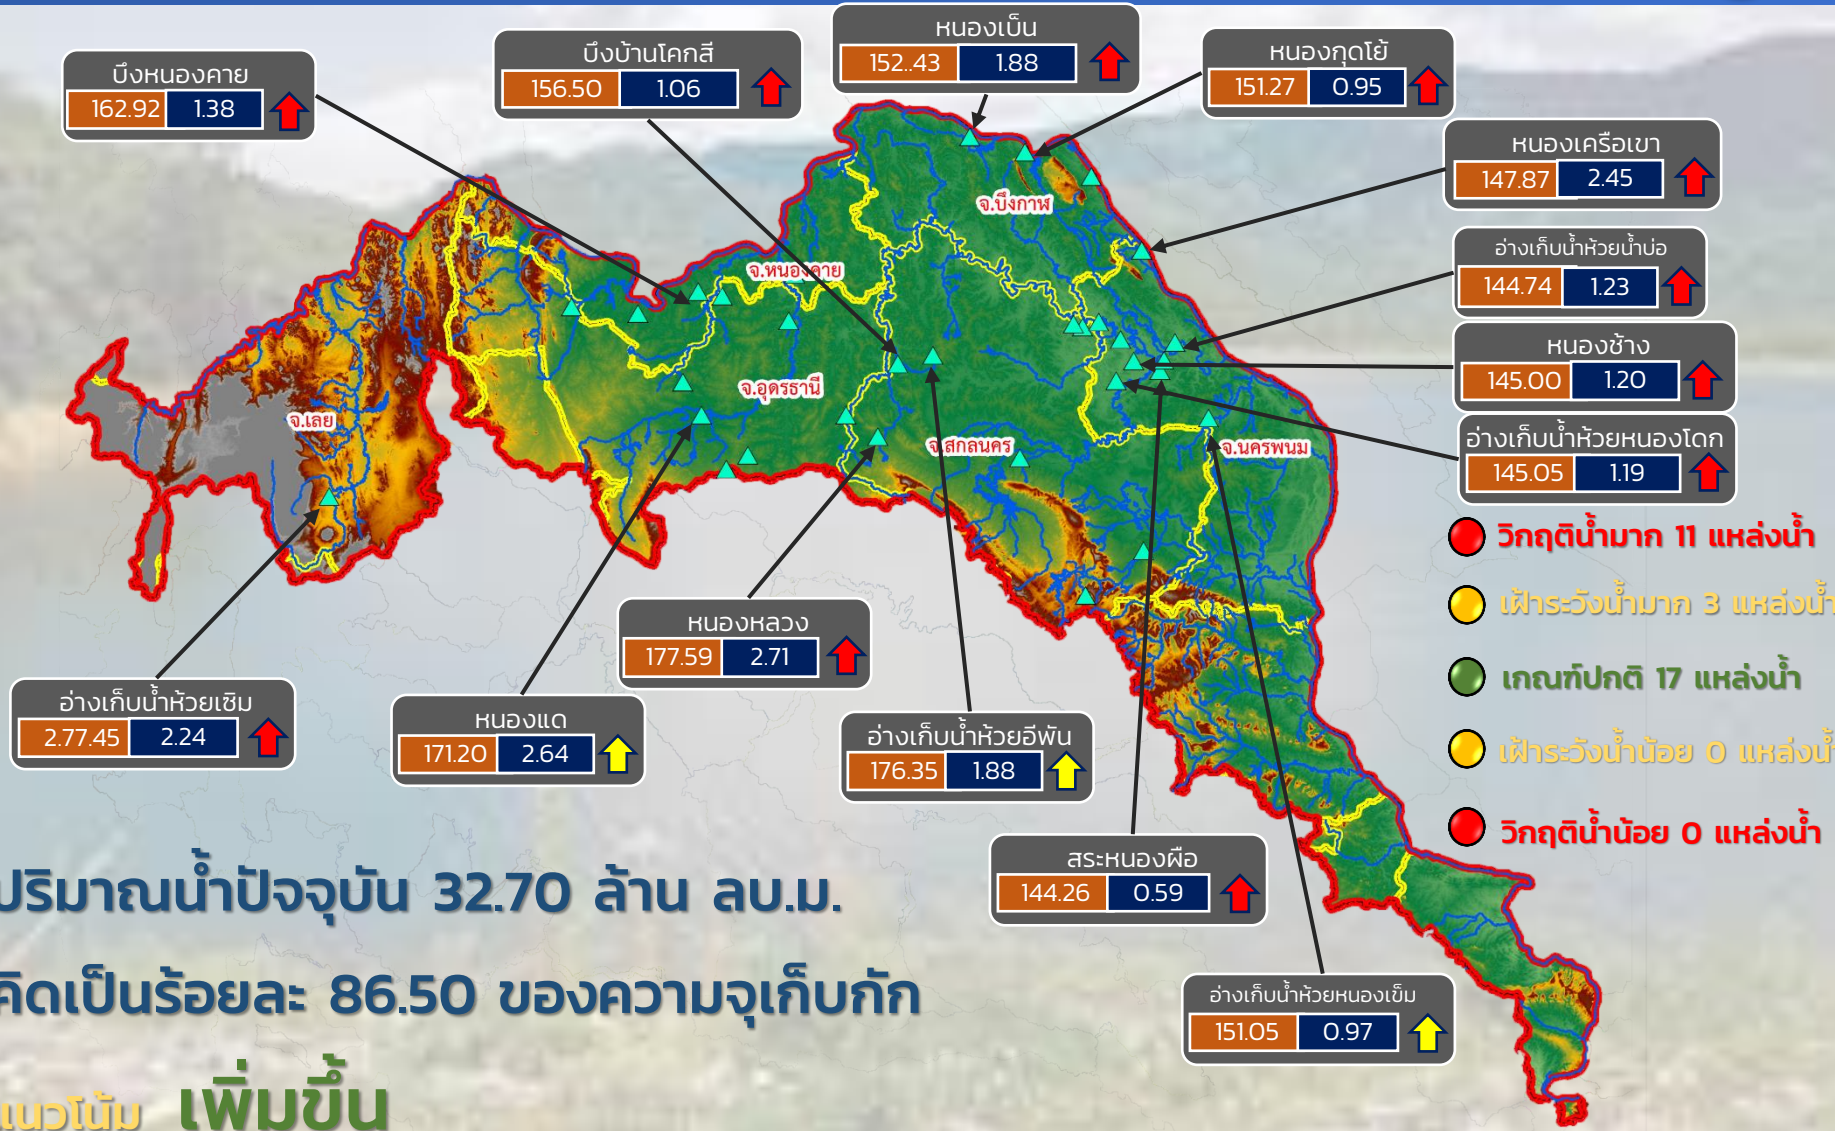 หนองเบ็น
152..43 1.88
บึงบ้านโคกสี
156.50 1.06
หนองกุดโย้
151.27 0.95
บึงหนองคาย
162.92 1.38
หนองเครือเขา
147.87 2.45
จ.บึงกาฬ
อ่างเก็บน้ำห้วยน้ำบ่อ
144.74 1.23
จ.หนองคาย
หนองช้าง
145.00 1.20
จ.อุดรธานี
จ.เลย
จ.สกลนคร
จ.นครพนม
อ่างเก็บน้ำห้วยหนองโดก
145.05 1.19
วิกฤติน้ำมาก 11 แหล่งน้ำ
เฝ้าระวังน้ำมาก 3 แหล่งน้ำ
เกณฑ์ปกติ 17 แหล่งน้ำ
เฝ้าระวังน้ำน้อย 0 แหล่งน้ำ
วิกฤติน้ำน้อย 0 แหล่งน้ำ
หนองหลวง
177.59 2.71
อ่างเก็บน้ำห้วยเซิม
2.77.45 2.24
หนองแด
171.20 2.64
อ่างเก็บน้ำห้วยอีพัน
176.35 1.88
สระหนองผือ
144.26 0.59
อ่างเก็บน้ำห้วยหนองเข็ม
151.05 0.97
ปริมาณน้ำปัจจุบัน 32.70 ล้าน ลบ.ม.
คิดเป็นร้อยละ 86.50 ของความจุเก็บกัก
แนวโน้ม เพิ่มขึ้น